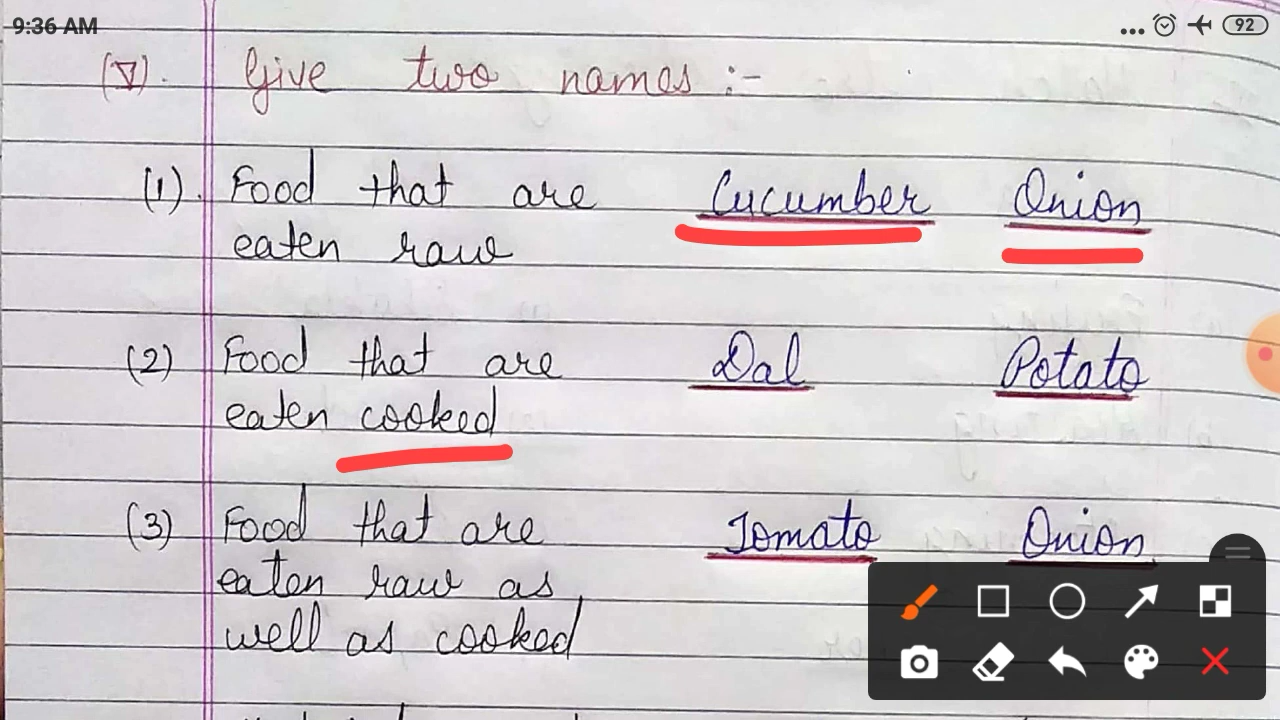 9:36 AM ... 92
(V). Give two names :-
(1). Food that are Cucumber Onion
eaten raw
(2) Food that are Dal Potato
eaten cooked
(3) Food that are Tomato Onion
eaten raw as
well as cooked